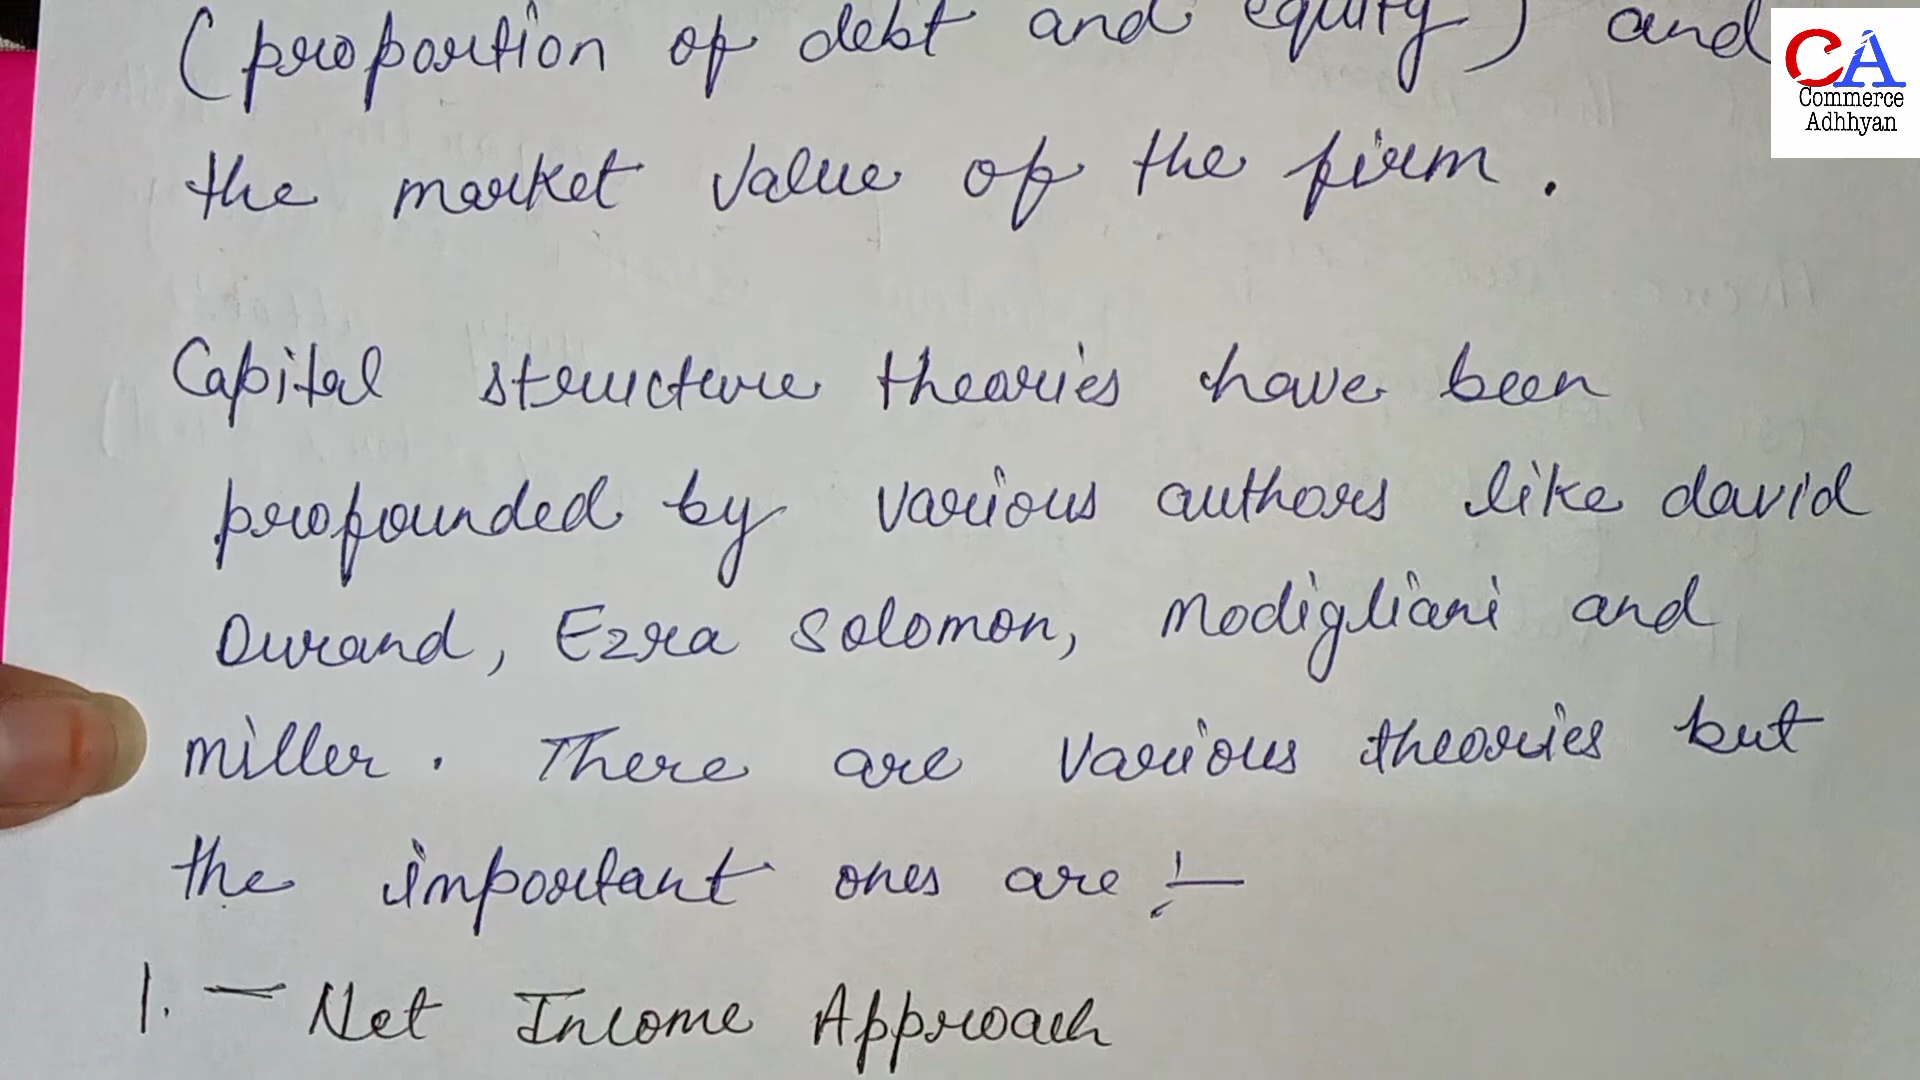 (proportion of debt and equity) and
the market value of the firm.
Capital structure theories have been
profounded by various authors like david
Durand, Ezra Solomon, Modigliani and
miller. There are various theories but
the important ones are :-
1. - Net Income Approach
CA
Commerce
Adhhyan